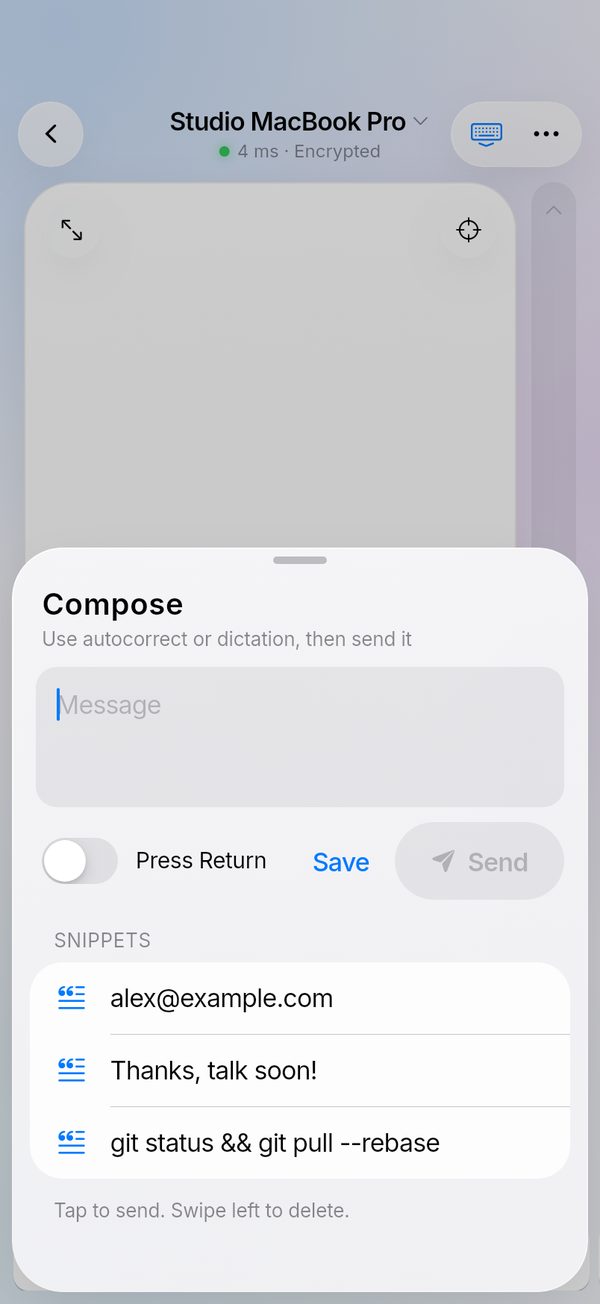 Studio MacBook Pro
4 ms · Encrypted
Compose
Use autocorrect or dictation, then send it
Message
Press Return
Save
Send
SNIPPETS
alex@example.com
Thanks, talk soon!
git status && git pull --rebase
Tap to send. Swipe left to delete.